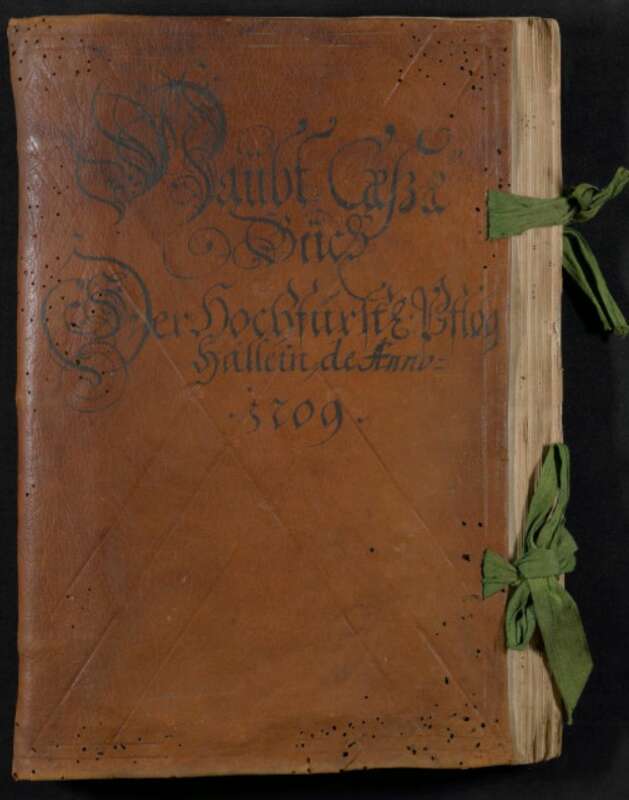 Haubt Cassa
Buech
Der Hochfürstl: Pfleg
Hallein, de Anno=
·1709·